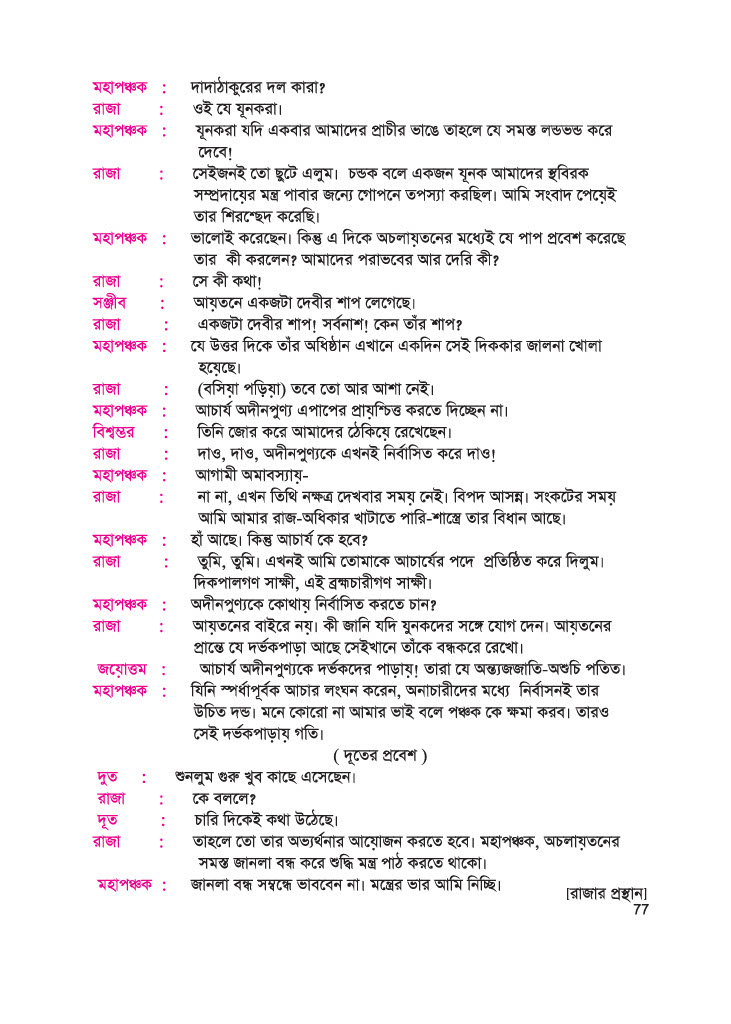 মহাপঞ্চক : দাদাঠাকুরের দল কারা?
রাজা : ওই যে যূনকরা।
মহাপঞ্চক : যূনকরা যদি একবার আমাদের প্রাচীর ভাঙে তাহলে যে সমস্ত লন্ডভন্ড করে
দেবে!
রাজা : সেইজনই তো ছুটে এলুম। চন্ডক বলে একজন যূনক আমাদের স্থবিরক
সম্প্রদায়ের মন্ত্র পাবার জন্যে গোপনে তপস্যা করছিল। আমি সংবাদ পেয়েই
তার শিরশ্ছেদ করেছি।
মহাপঞ্চক : ভালোই করেছেন। কিন্তু এ দিকে অচলায়তনের মধ্যেই যে পাপ প্রবেশ করেছে
তার কী করলেন? আমাদের পরাভবের আর দেরি কী?
রাজা : সে কী কথা!
সঞ্জীব : আয়তনে একজটা দেবীর শাপ লেগেছে।
রাজা : একজটা দেবীর শাপ! সর্বনাশ! কেন তাঁর শাপ?
মহাপঞ্চক : যে উত্তর দিকে তাঁর অধিষ্ঠান এখানে একদিন সেই দিককার জালনা খোলা
হয়েছে।
রাজা : (বসিয়া পড়িয়া) তবে তো আর আশা নেই।
মহাপঞ্চক : আচার্য অদীনপুণ্য এপাপের প্রায়শ্চিত্ত করতে দিচ্ছেন না।
বিশ্বম্ভর : তিনি জোর করে আমাদের ঠেকিয়ে রেখেছেন।
রাজা : দাও, দাও, অদীনপুণ্যকে এখনই নির্বাসিত করে দাও!
মহাপঞ্চক : আগামী অমাবস্যায়-
রাজা : না না, এখন তিথি নক্ষত্র দেখবার সময় নেই। বিপদ আসন্ন। সংকটের সময়
আমি আমার রাজ-অধিকার খাটাতে পারি-শাস্ত্রে তার বিধান আছে।
মহাপঞ্চক : হাঁ আছে। কিন্তু আচার্য কে হবে?
রাজা : তুমি, তুমি। এখনই আমি তোমাকে আচার্যের পদে প্রতিষ্ঠিত করে দিলুম।
দিকপালগণ সাক্ষী, এই ব্রহ্মচারীগণ সাক্ষী।
মহাপঞ্চক : অদীনপুণ্যকে কোথায় নির্বাসিত করতে চান?
রাজা : আয়তনের বাইরে নয়। কী জানি যদি যুনকদের সঙ্গে যোগ দেন। আয়তনের
প্রান্তে যে দর্ভকপাড়া আছে সেইখানে তাঁকে বন্ধকরে রেখো।
জয়োত্তম : আচার্য অদীনপুণ্যকে দর্ভকদের পাড়ায়! তারা যে অন্ত্যজজাতি-অশুচি পতিত।
মহাপঞ্চক : যিনি স্পর্ধাপূর্বক আচার লংঘন করেন, অনাচারীদের মধ্যে নির্বাসনই তার
উচিত দন্ড। মনে কোরো না আমার ভাই বলে পঞ্চক কে ক্ষমা করব। তারও
সেই দর্ভকপাড়ায় গতি।
( দূতের প্রবেশ )
দুত : শুনলুম গুরু খুব কাছে এসেছেন।
রাজা : কে বললে?
দূত : চারি দিকেই কথা উঠেছে।
রাজা : তাহলে তো তার অভ্যর্থনার আয়োজন করতে হবে। মহাপঞ্চক, অচলায়তনের
সমস্ত জানলা বন্ধ করে শুদ্ধি মন্ত্র পাঠ করতে থাকো।
মহাপঞ্চক : জানলা বন্ধ সম্বন্ধে ভাববেন না। মন্ত্রের ভার আমি নিচ্ছি।
[রাজার প্রস্থান]
77